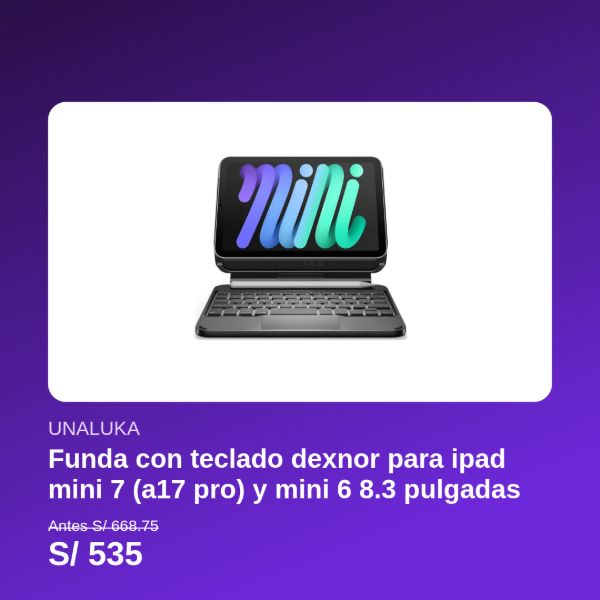 mini
UNALUKA
Funda con teclado dexnor para ipad
mini 7 (a17 pro) y mini 6 8.3 pulgadas
Antes S/ 668.75
S/ 535